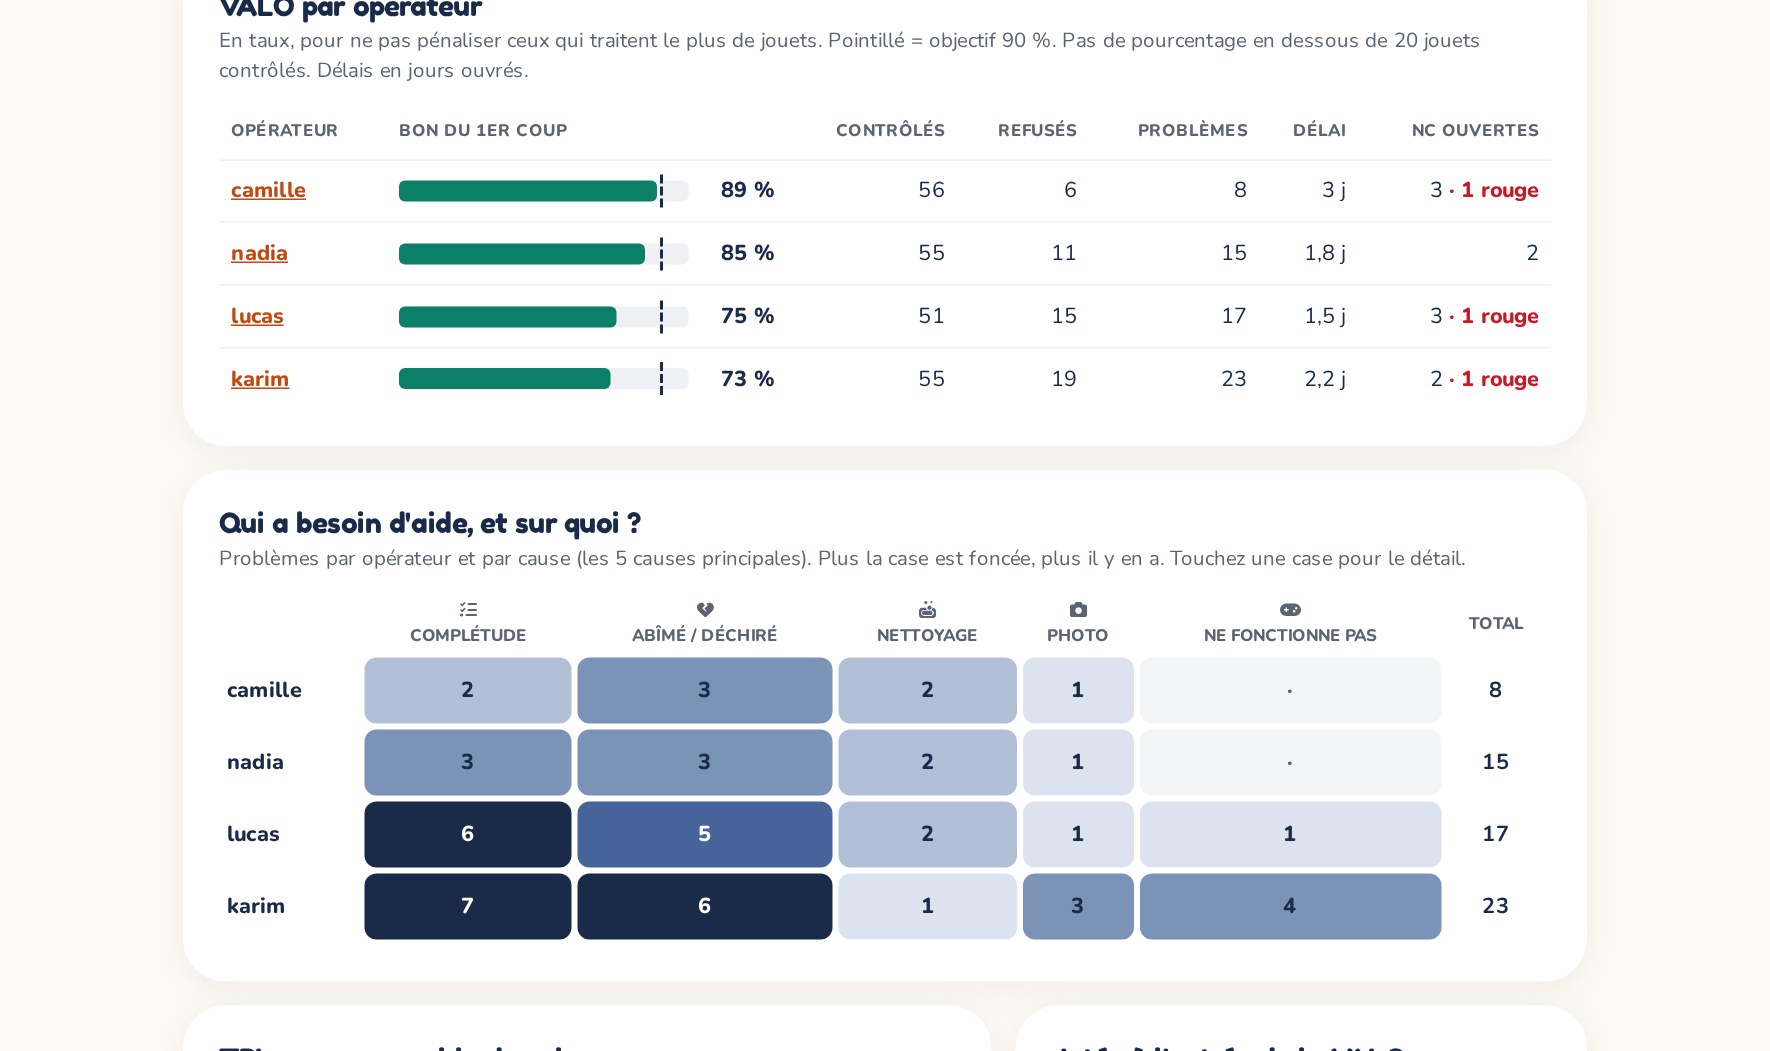 VALO par opérateur
En taux, pour ne pas pénaliser ceux qui traitent le plus de jouets. Pointillé = objectif 90 %. Pas de pourcentage en dessous de 20 jouets
contrôlés. Délais en jours ouvrés.
OPÉRATEUR BON DU 1ER COUP CONTRÔLÉS REFUSÉS PROBLÈMES DÉLAI NC OUVERTES
camille 89 % 56 6 8 3 j 3 · 1 rouge
nadia 85 % 55 11 15 1,8 j 2
lucas 75 % 51 15 17 1,5 j 3 · 1 rouge
karim 73 % 55 19 23 2,2 j 2 · 1 rouge
Qui a besoin d'aide, et sur quoi ?
Problèmes par opérateur et par cause (les 5 causes principales). Plus la case est foncée, plus il y en a. Touchez une case pour le détail.
COMPLÉTUDE ABÎMÉ / DÉCHIRÉ NETTOYAGE PHOTO NE FONCTIONNE PAS TOTAL
camille 2 3 2 1 · 8
nadia 3 3 2 1 · 15
lucas 6 5 2 1 1 17
karim 7 6 1 3 4 23